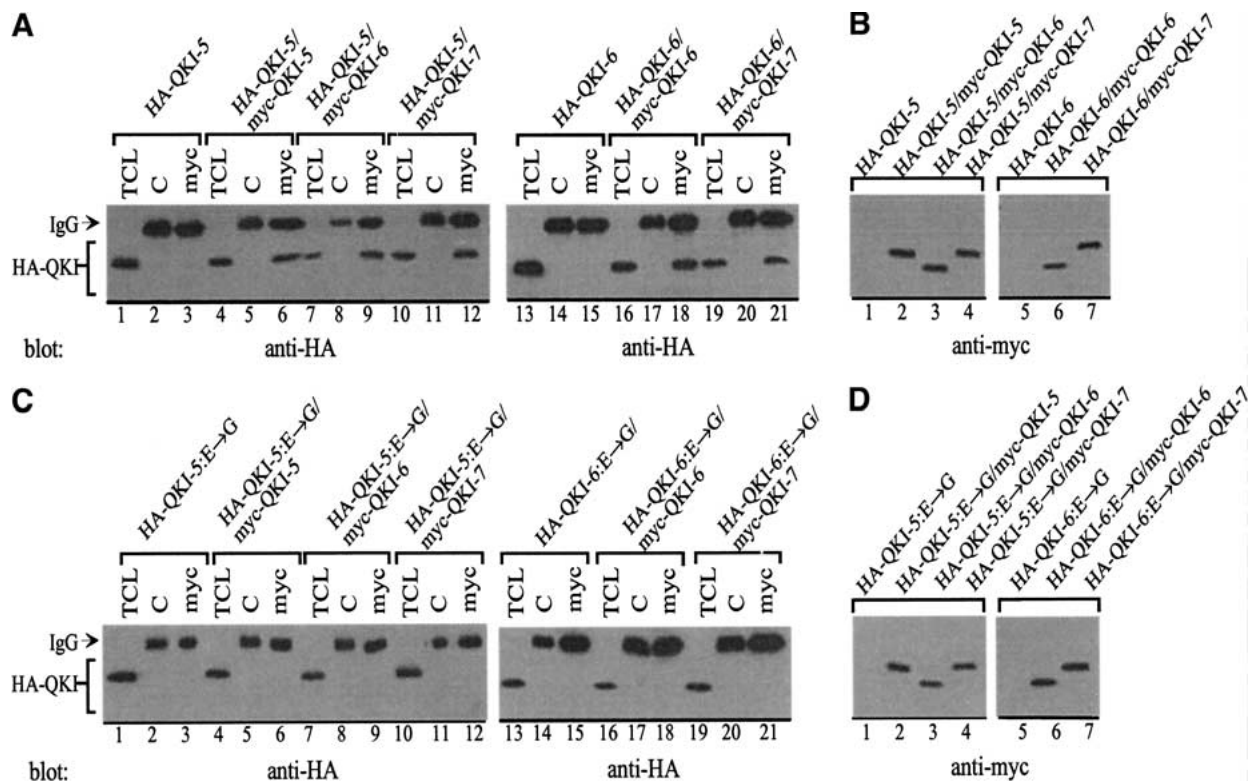 A
HA-QKI-5
HA-QKI-5/
myc-QKI-5
HA-QKI-5/
myc-QKI-6
HA-QKI-5/
myc-QKI-7
HA-QKI-6
HA-QKI-6/
myc-QKI-6
HA-QKI-6/
myc-QKI-7
TCL C myc TCL C myc TCL C myc TCL C myc TCL C myc TCL C myc TCL C myc
IgG
HA-QKI
1 2 3 4 5 6 7 8 9 10 11 12 13 14 15 16 17 18 19 20 21
blot: anti-HA anti-HA
B
HA-QKI-5
HA-QKI-5/myc-QKI-5
HA-QKI-5/myc-QKI-6
HA-QKI-5/myc-QKI-7
HA-QKI-6
HA-QKI-6/myc-QKI-6
HA-QKI-6/myc-QKI-7
1 2 3 4 5 6 7
anti-myc
C
HA-QKI-5:E→G
HA-QKI-5:E→G/
myc-QKI-5
HA-QKI-5:E→G/
myc-QKI-6
HA-QKI-5:E→G/
myc-QKI-7
HA-QKI-6:E→G/
HA-QKI-6:E→G/
myc-QKI-6
HA-QKI-6:E→G/
myc-QKI-7
TCL C myc TCL C myc TCL C myc TCL C myc TCL C myc TCL C myc TCL C myc
IgG
HA-QKI
1 2 3 4 5 6 7 8 9 10 11 12 13 14 15 16 17 18 19 20 21
blot: anti-HA anti-HA
D
HA-QKI-5:E→G
HA-QKI-5:E→G/myc-QKI-5
HA-QKI-5:E→G/myc-QKI-6
HA-QKI-5:E→G/myc-QKI-7
HA-QKI-6:E→G
HA-QKI-6:E→G/myc-QKI-6
HA-QKI-6:E→G/myc-QKI-7
1 2 3 4 5 6 7
anti-myc